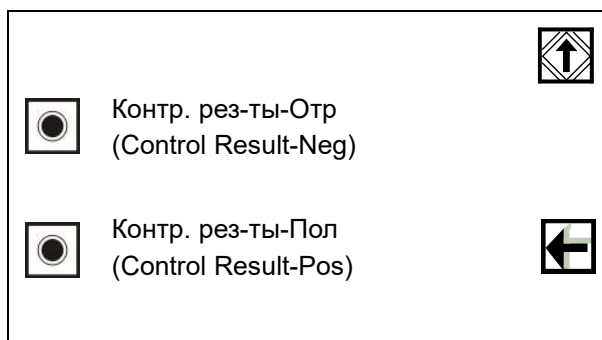 Контр. рез-ты-Отр
(Control Result-Neg)
Контр. рез-ты-Пол
(Control Result-Pos)